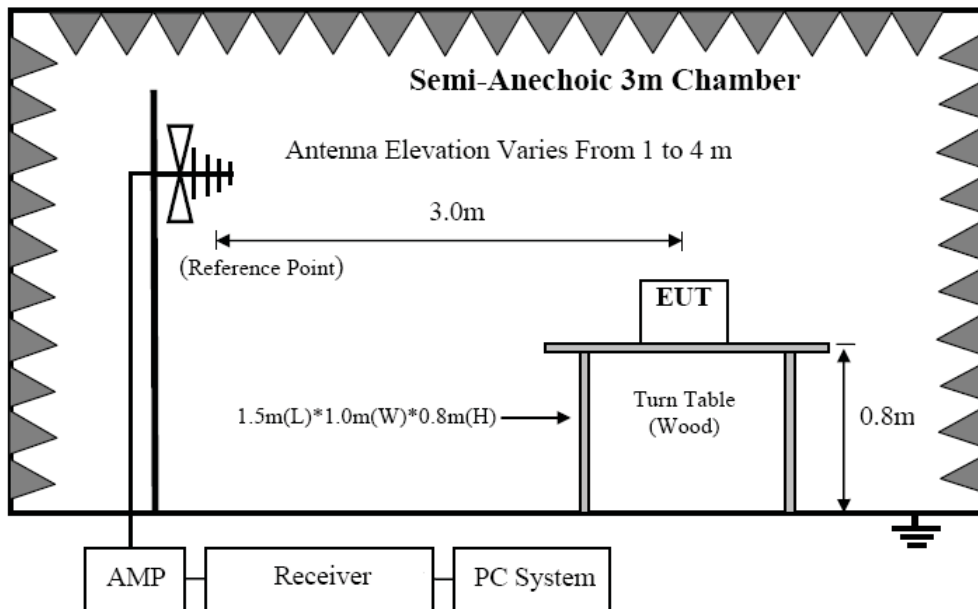 Semi-Anechoic 3m Chamber
Antenna Elevation Varies From 1 to 4 m
3.0m
(Reference Point)
EUT
1.5m(L)*1.0m(W)*0.8m(H)
Turn Table
(Wood)
0.8m
AMP
Receiver
PC System